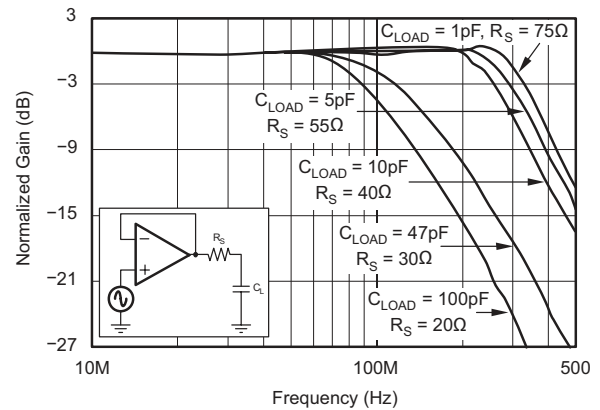 3
−3
−9
−15
−21
−27
Normalized Gain (dB)
C_LOAD = 1pF, R_S = 75Ω
C_LOAD = 5pF
R_S = 55Ω
C_LOAD = 10pF
R_S = 40Ω
C_LOAD = 47pF
R_S = 30Ω
C_LOAD = 100pF
R_S = 20Ω
−
+
R_S
C_L
10M
100M
500
Frequency (Hz)